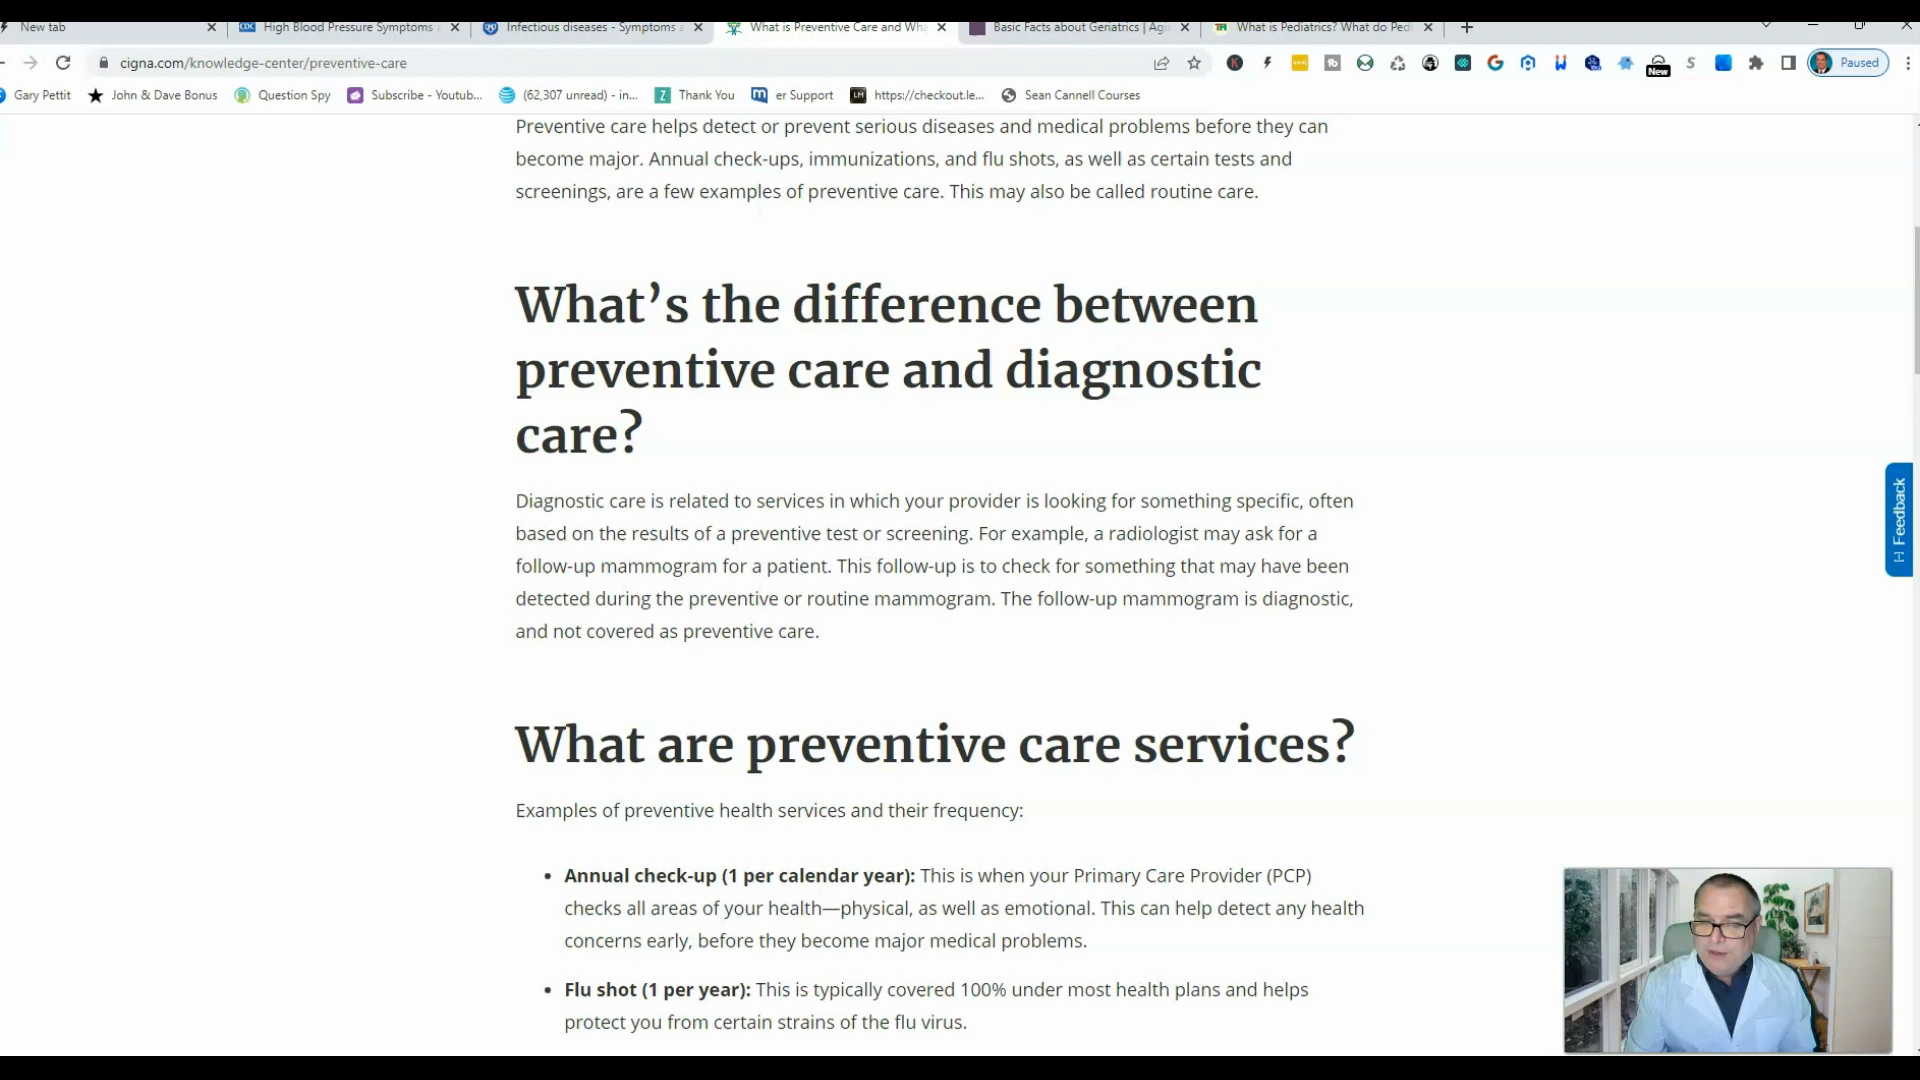 New tab
High Blood Pressure Symptoms
Infectious diseases - Symptoms
What is Preventive Care and Wha
Basic Facts about Geriatrics | Agi
What is Pediatrics? What do Pedi
cigna.com/knowledge-center/preventive-care
New
Paused
Gary Pettit
John & Dave Bonus
Question Spy
Subscribe - Youtub...
(62,307 unread) - in...
Thank You
er Support
https://checkout.le...
Sean Cannell Courses
Preventive care helps detect or prevent serious diseases and medical problems before they can
become major. Annual check-ups, immunizations, and flu shots, as well as certain tests and
screenings, are a few examples of preventive care. This may also be called routine care.
What’s the difference between
preventive care and diagnostic
care?
Diagnostic care is related to services in which your provider is looking for something specific, often
based on the results of a preventive test or screening. For example, a radiologist may ask for a
follow-up mammogram for a patient. This follow-up is to check for something that may have been
detected during the preventive or routine mammogram. The follow-up mammogram is diagnostic,
and not covered as preventive care.
Feedback
What are preventive care services?
Examples of preventive health services and their frequency:
• Annual check-up (1 per calendar year): This is when your Primary Care Provider (PCP)
checks all areas of your health—physical, as well as emotional. This can help detect any health
concerns early, before they become major medical problems.
• Flu shot (1 per year): This is typically covered 100% under most health plans and helps
protect you from certain strains of the flu virus.